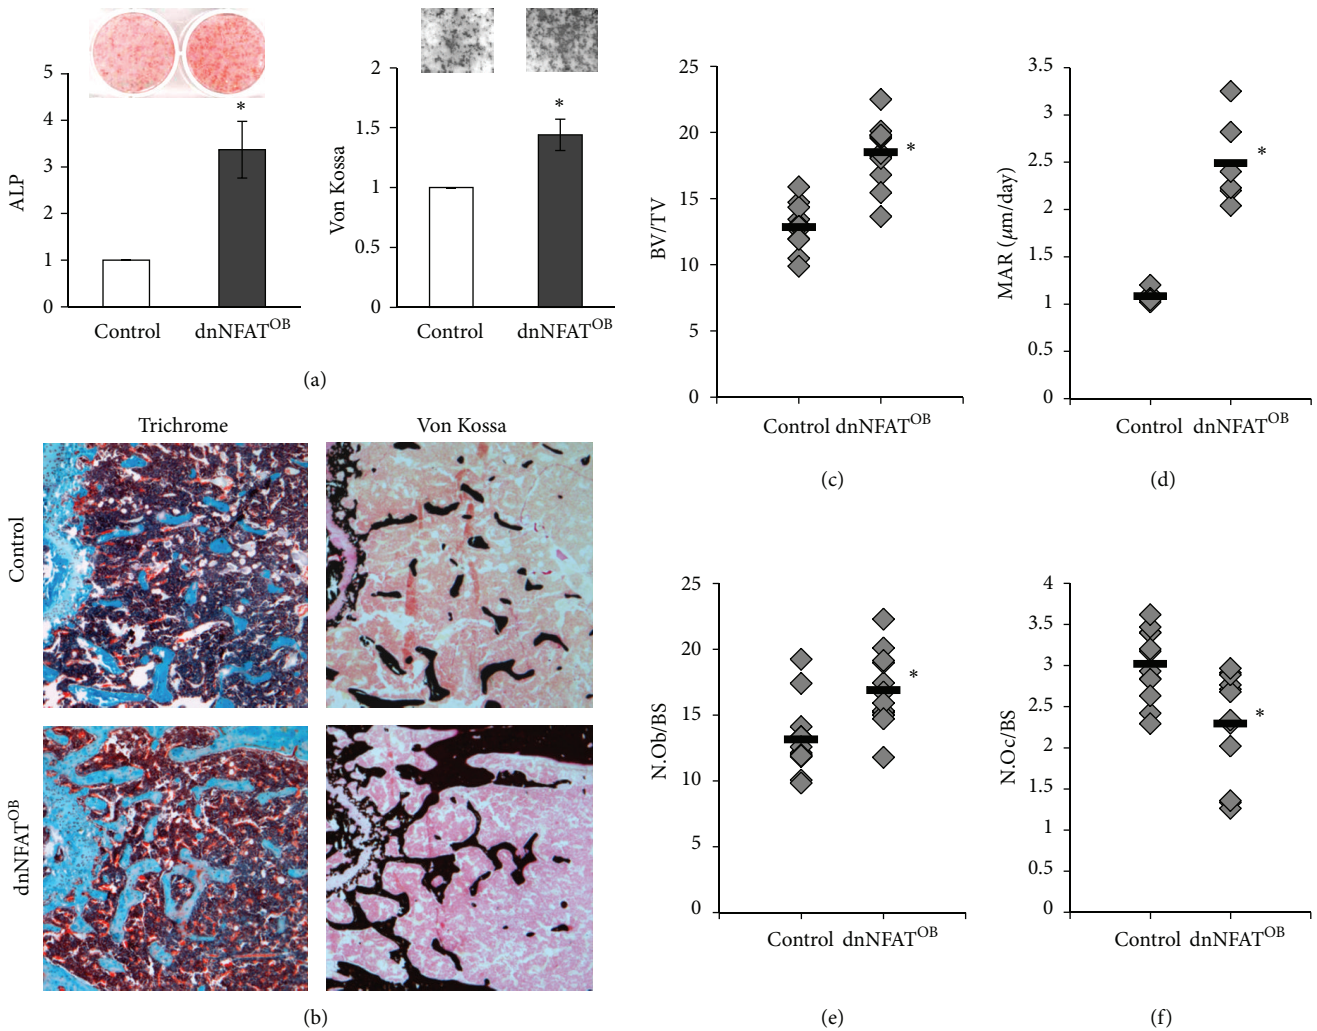 5
4
3
2
1
0
ALP
*
Control dnNFATOB
2
1.5
1
0.5
0
Von Kossa
*
Control dnNFATOB
(a)
Trichrome Von Kossa
Control
dnNFATOB
(b)
25
20
15
10
5
0
BV/TV
*
Control dnNFATOB
(c)
3.5
3
2.5
2
1.5
1
0.5
0
MAR (μm/day)
*
Control dnNFATOB
(d)
25
20
15
10
5
0
N.Ob/BS
*
Control dnNFATOB
(e)
4
3.5
3
2.5
2
1.5
1
0.5
0
N.Oc/BS
*
Control dnNFATOB
(f)